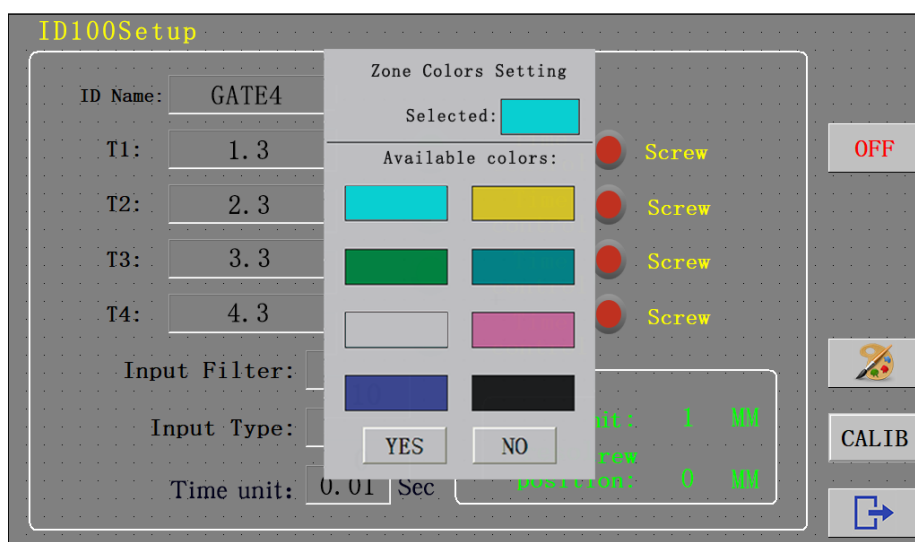 ID100Setup
Zone Colors Setting
ID Name: GATE4
Selected:
T1: 1.3 Screw
OFF
Available colors:
T2: 2.3 Screw
T3: 3.3 Screw
T4: 4.3 Screw
Input Filter:
Input Type: 1 MM
YES NO
CALIB
Time unit: 0.01 Sec position: 0 MM